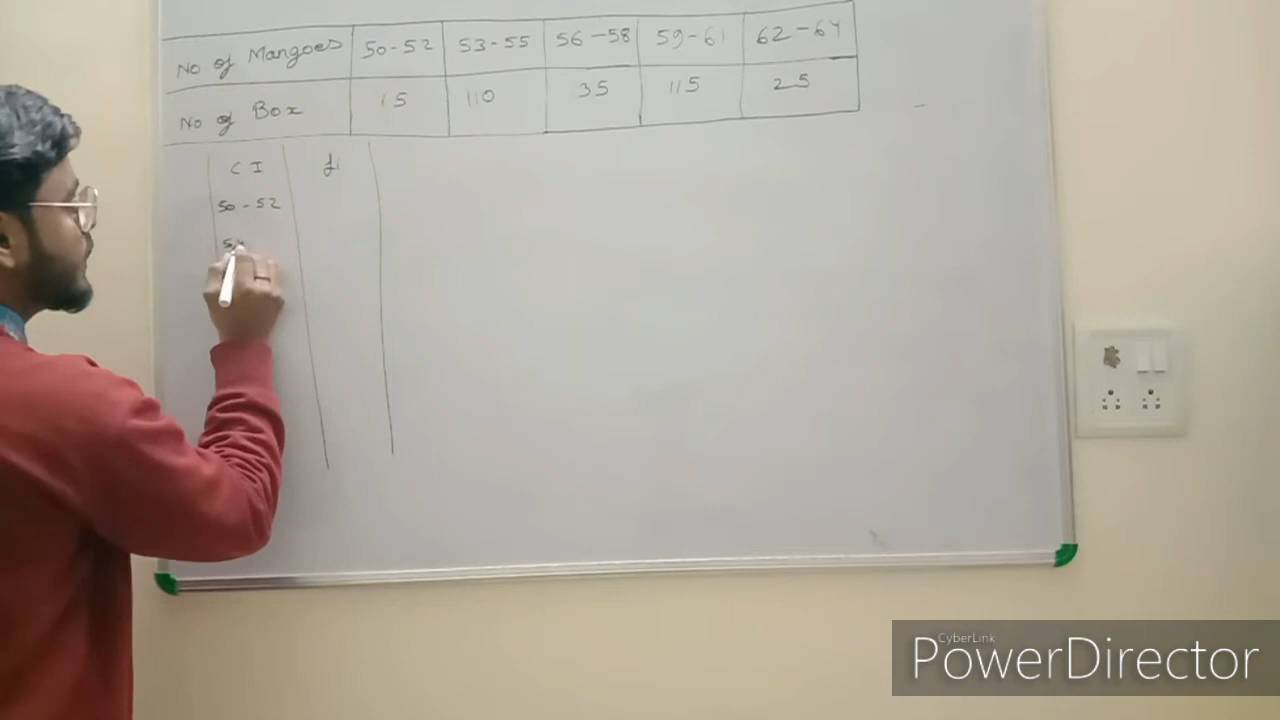 No of Mangoes 50-52 53-55 56-58 59-61 62-64
No of Box 15 110 35 115 25
CI fi
50-52
CyberLink
PowerDirector